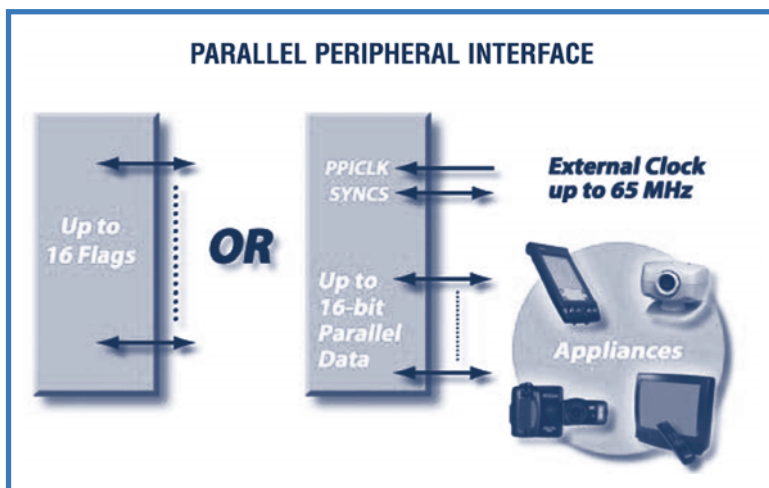 PARALLEL PERIPHERAL INTERFACE
Up to
16 Flags
OR
PPICLK
SYNCS
Up to
16-bit
Parallel
Data
External Clock
up to 65 MHz
Appliances